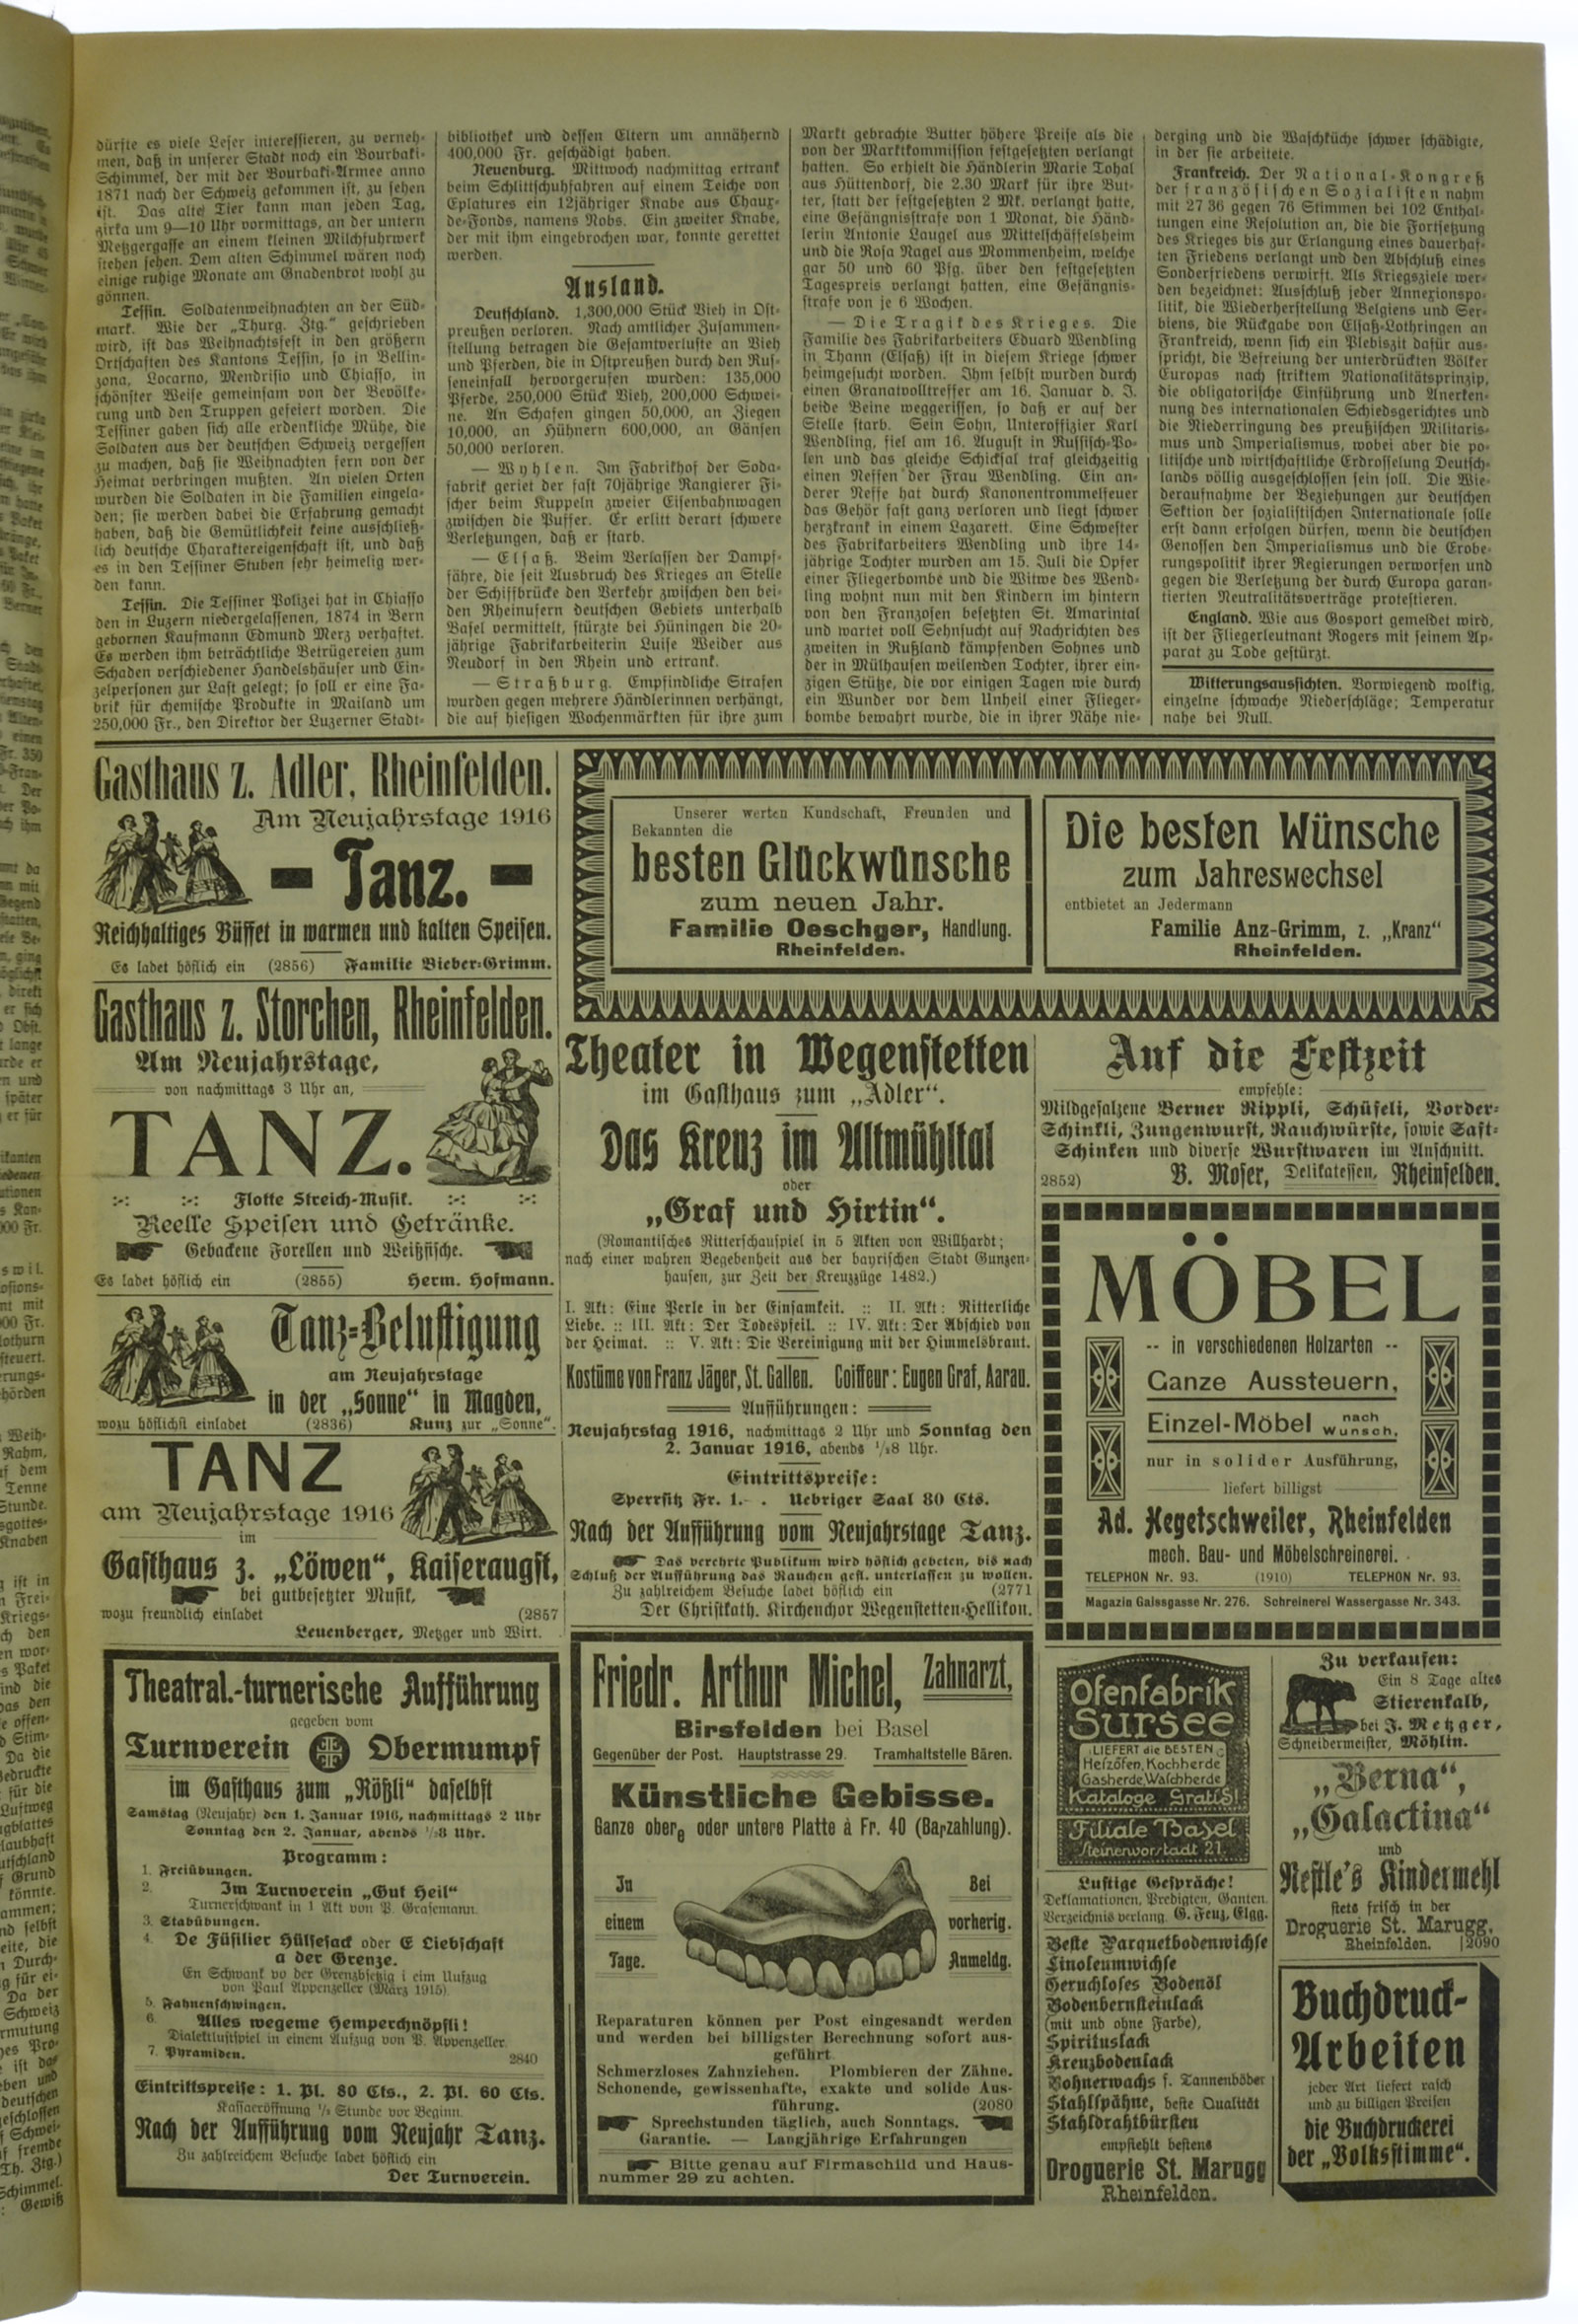 dürfte es viele Leser interessieren, zu verneh-
men, daß in unserer Stadt noch ein Bourbaki-
Schimmel, der mit der Bourbaki-Armee anno
1871 nach der Schweiz gekommen ist, zu sehen
ist. Das alte Tier kann man jeden Tag,
zirka um 9—10 Uhr vormittags, an der untern
Metzgergasse an einem kleinen Milchfuhrwerk
stehen sehen. Dem alten Schimmel wären noch
einige ruhige Monate am Gnadenbrot wohl zu
gönnen.
Tessin. Soldatenweihnachten an der Süd-
mark. Wie der „Thurg. Ztg.“ geschrieben
wird, ist das Weihnachtsfest in den größern
Ortschaften des Kantons Tessin, so in Bellin-
zona, Locarno, Mendrisio und Chiasso, in
schönster Weise gemeinsam von der Bevölke-
rung und den Truppen gefeiert worden. Die
Tessiner gaben sich alle erdenkliche Mühe, die
Soldaten aus der deutschen Schweiz vergessen
zu machen, daß sie Weihnachten fern von der
Heimat verbringen mußten. An vielen Orten
wurden die Soldaten in die Familien eingela-
den; sie werden dabei die Erfahrung gemacht
haben, daß die Gemütlichkeit keine ausschließ-
lich deutsche Charaktereigenschaft ist, und daß
es in den Tessiner Stuben sehr heimelig wer-
den kann.
Tessin. Die Tessiner Polizei hat in Chiasso
den in Luzern niedergelassenen, 1874 in Bern
gebornen Kaufmann Edmund Merz verhaftet.
Es werden ihm beträchtliche Betrügereien zum
Schaden verschiedener Handelshäuser und Ein-
zelpersonen zur Last gelegt; so soll er eine Fa-
brik für chemische Produkte in Mailand um
250,000 Fr., den Direktor der Luzerner Stadt-
bibliothek und dessen Eltern um annähernd
400,000 Fr. geschädigt haben.
Neuenburg. Mittwoch nachmittag ertrank
beim Schlittschuhfahren auf einem Teiche von
Eplatures ein 12jähriger Knabe aus Chaux-
de-Fonds, namens Nobs. Ein zweiter Knabe,
der mit ihm eingebrochen war, konnte gerettet
werden.
Ausland.
Deutschland. 1,300,000 Stück Vieh in Ost-
preußen verloren. Nach amtlicher Zusammen-
stellung betragen die Gesamtverluste an Vieh
und Pferden, die in Ostpreußen durch den Rus-
seneinfall hervorgerufen wurden: 135,000
Pferde, 250,000 Stück Vieh, 200,000 Schwei-
ne. An Schafen gingen 50,000, an Ziegen
10,000, an Hühnern 600,000, an Gänsen
50,000 verloren.
— Wyhlen. Im Fabrikhof der Soda-
fabrik geriet der fast 70jährige Rangierer Fi-
scher beim Kuppeln zweier Eisenbahnwagen
zwischen die Puffer. Er erlitt derart schwere
Verletzungen, daß er starb.
— Elsaß. Beim Verlassen der Dampf-
fähre, die seit Ausbruch des Krieges an Stelle
der Schiffbrücke den Verkehr zwischen den bei-
den Rheinufern deutschen Gebiets unterhalb
Basel vermittelt, stürzte bei Hüningen die 20-
jährige Fabrikarbeiterin Luise Weider aus
Neudorf in den Rhein und ertrank.
— Straßburg. Empfindliche Strafen
wurden gegen mehrere Händlerinnen verhängt,
die auf hiesigen Wochenmärkten für ihre zum
Markt gebrachte Butter höhere Preise als die
von der Marktkommission festgesetzten verlangt
hatten. So erhielt die Händlerin Marie Tohal
aus Hüttendorf, die 2.30 Mark für ihre But-
ter, statt der festgesetzten 2 Mk. verlangt hatte,
eine Gefängnisstrafe von 1 Monat, die Händ-
lerin Antonie Laugel aus Mittelschäffelsheim
und die Rosa Nagel aus Mommenheim, welche
gar 50 und 60 Pfg. über den festgesetzten
Tagespreis verlangt hatten, eine Gefängnis-
strafe von je 6 Wochen.
— Die Tragik des Krieges. Die
Familie des Fabrikarbeiters Eduard Wendling
in Thann (Elsaß) ist in diesem Kriege schwer
heimgesucht worden. Ihm selbst wurden durch
einen Granatvolltreffer am 16. Januar d. J.
beide Beine weggerissen, so daß er auf der
Stelle starb. Sein Sohn, Unteroffizier Karl
Wendling, fiel am 16. August in Russisch-Po-
len und das gleiche Schicksal traf gleichzeitig
einen Neffen der Frau Wendling. Ein an-
derer Neffe hat durch Kanonentrommelfeuer
das Gehör fast ganz verloren und liegt schwer
herzkrank in einem Lazarett. Eine Schwester
des Fabrikarbeiters Wendling und ihre 14-
jährige Tochter wurden am 15. Juli die Opfer
einer Fliegerbombe und die Witwe des Wend-
ling wohnt nun mit den Kindern im hintern
von den Franzosen besetzten St. Amarintal
und wartet voll Sehnsucht auf Nachrichten des
zweiten in Rußland kämpfenden Sohnes und
der in Mülhausen weilenden Tochter, ihrer ein-
zigen Stütze, die vor einigen Tagen wie durch
ein Wunder vor dem Unheil einer Flieger-
bombe bewahrt wurde, die in ihrer Nähe nie-
derging und die Waschküche schwer schädigte,
in der sie arbeitete.
Frankreich. Der National-Kongreß
der französischen Sozialisten nahm
mit 27 36 gegen 76 Stimmen bei 102 Enthal-
tungen eine Resolution an, die die Fortsetzung
des Krieges bis zur Erlangung eines dauerhaf-
ten Friedens verlangt und den Abschluß eines
Sonderfriedens verwirft. Als Kriegsziele wer-
den bezeichnet: Ausschluß jeder Annexionspo-
litik, die Wiederherstellung Belgiens und Ser-
biens, die Rückgabe von Elsaß-Lothringen an
Frankreich, wenn sich ein Plebiszit dafür aus-
spricht, die Befreiung der unterdrückten Völker
Europas nach striktem Nationalitätsprinzip,
die obligatorische Einführung und Anerken-
nung des internationalen Schiedsgerichtes und
die Niederringung des preußischen Militaris-
mus und Imperialismus, wobei aber die po-
litische und wirtschaftliche Erdrosselung Deutsch-
lands völlig ausgeschlossen sein soll. Die Wie-
deraufnahme der Beziehungen zur deutschen
Sektion der sozialistischen Internationale solle
erst dann erfolgen dürfen, wenn die deutschen
Genossen den Imperialismus und die Erobe-
rungspolitik ihrer Regierungen verworfen und
gegen die Verletzung der durch Europa garan-
tierten Neutralitätsverträge protestieren.
England. Wie aus Gosport gemeldet wird,
ist der Fliegerleutnant Rogers mit seinem Ap-
parat zu Tode gestürzt.
Witterungsaussichten. Vorwiegend wolkig,
einzelne schwache Niederschläge; Temperatur
nahe bei Null.
Gasthaus z. Adler, Rheinfelden.
Am Neujahrstage 1916
- Tanz. -
Reichhaltiges Büffet in warmen und kalten Speisen.
Es ladet höflich ein (2856) Familie Bieber-Grimm.
Gasthaus z. Storchen, Rheinfelden.
Am Neujahrstage,
von nachmittags 3 Uhr an,
TANZ.
:-: :-: Flotte Streich-Musik. :-: :-:
Reelle Speisen und Getränke.
Gebackene Forellen und Weißfische.
Es ladet höflich ein (2855) Herm. Hofmann.
Tanz-Belustigung
am Neujahrstage
in der „Sonne“ in Magden,
wozu höflichst einladet (2836) Kunz zur „Sonne“.
TANZ
am Neujahrstage 1916
im
Gasthaus z. „Löwen“, Kaiseraugst,
bei gutbesetzter Musik,
wozu freundlich einladet (2857
Leuenberger, Metzger und Wirt.
Theatral.-turnerische Aufführung
gegeben vom
Turnverein Obermumpf
im Gasthaus zum „Rößli“ daselbst
Samstag (Neujahr) den 1. Januar 1916, nachmittags 2 Uhr
Sonntag den 2. Januar, abends ½8 Uhr.
Programm:
1. Freiübungen.
2. Im Turnverein „Gut Heil“
Turnerschwank in 1 Akt von P. Grafemann.
3. Stabübungen.
4. De Füsilier Hülfesack oder E Liebschaft
a der Grenze.
En Schwank vo der Grenzbsetzig i eim Ufzug
von Paul Appenzeller (März 1915).
5. Fahnenschwingen.
6. Alles wegeme Hemperchnöpfli!
Dialektlustspiel in einem Aufzug von P. Appenzeller.
7. Pyramiden.
2840
Eintrittspreise: 1. Pl. 80 Cts., 2. Pl. 60 Cts.
Kassaeröffnung ½ Stunde vor Beginn.
Nach der Aufführung vom Neujahr Tanz.
Zu zahlreichem Besuche ladet höflich ein
Der Turnverein.
Unserer werten Kundschaft, Freunden und
Bekannten die
besten Glückwünsche
zum neuen Jahr.
Familie Oeschger, Handlung.
Rheinfelden.
Die besten Wünsche
zum Jahreswechsel
entbietet an Jedermann
Familie Anz-Grimm, z. „Kranz“
Rheinfelden.
Theater in Wegenstetten
im Gasthaus zum „Adler“.
Das Kreuz im Altmühltal
oder
„Graf und Hirtin“.
(Romantisches Ritterschauspiel in 5 Akten von Willhardt;
nach einer wahren Begebenheit aus der bayrischen Stadt Gunzen-
hausen, zur Zeit der Kreuzzüge 1482.)
I. Akt: Eine Perle in der Einsamkeit. :: II. Akt: Ritterliche
Liebe. :: III. Akt: Der Todespfeil. :: IV. Akt: Der Abschied von
der Heimat. :: V. Akt: Die Vereinigung mit der Himmelsbraut.
Kostüme von Franz Jäger, St. Gallen. Coiffeur: Eugen Graf, Aarau.
Aufführungen:
Neujahrstag 1916, nachmittags 2 Uhr und Sonntag den
2. Januar 1916, abends ½8 Uhr.
Eintrittspreise:
Sperrsitz Fr. 1.- . Uebriger Saal 80 Cts.
Nach der Aufführung vom Neujahrstage Tanz.
Das verehrte Publikum wird höflich gebeten, bis nach
Schluß der Aufführung das Rauchen gefl. unterlassen zu wollen.
Zu zahlreichem Besuche ladet höflich ein (2771
Der Christkath. Kirchenchor Wegenstetten-Hellikon.
Friedr. Arthur Michel, Zahnarzt,
Birsfelden bei Basel
Gegenüber der Post. Hauptstrasse 29. Tramhaltstelle Bären.
Künstliche Gebisse.
Ganze obere oder untere Platte à Fr. 40 (Barzahlung).
In Bei
einem vorherig.
Tage. Anmeldg.
Reparaturen können per Post eingesandt werden
und werden bei billigster Berechnung sofort aus-
geführt
Schmerzloses Zahnziehen. Plombieren der Zähne.
Schonende, gewissenhafte, exakte und solide Aus-
führung. (2080
Sprechstunden täglich, auch Sonntags.
Garantie. — Langjährige Erfahrungen
Bitte genau auf Firmaschild und Haus-
nummer 29 zu achten.
Auf die Festzeit
empfehle:
Mildgesalzene Berner Rippli, Schüfeli, Vorder-
Schinkli, Zungenwurst, Rauchwürste, sowie Saft-
Schinken und diverse Wurstwaren im Anschnitt.
2852) B. Moser, Delikatessen, Rheinfelden.
MÖBEL
-- in verschiedenen Holzarten --
Ganze Aussteuern,
Einzel-Möbel nach Wunsch,
nur in solider Ausführung,
liefert billigst
Ad. Hegetschweiler, Rheinfelden
mech. Bau- und Möbelschreinerei.
TELEPHON Nr. 93. (1910) TELEPHON Nr. 93.
Magazin Gaissgasse Nr. 276. Schreinerei Wassergasse Nr. 343.
Ofenfabrik
Sursee
LIEFERT die BESTEN
Heizöfen, Kochherde
Gasherde, Waschherde
Kataloge Gratis!
Filiale Basel
Steinenvorstadt 21.
Lustige Gespräche!
Deklamationen, Predigten, Ganten.
Verzeichnis verlang. G. Feuz, Elgg.
Beste Parquetbodenwichse
Linoleumwichse
Geruchloses Bodenöl
Bodenbernsteinlack
(mit und ohne Farbe),
Spirituslack
Kreuzbodenlack
Bohnerwachs f. Tannenböber
Stahlspähne, beste Qualität
Stahldrahtbürsten
empfiehlt bestens
Droguerie St. Marugg
Rheinfelden.
Zu verkaufen:
Ein 8 Tage altes
Stierenkalb,
bei J. Metzger,
Schneidermeister, Möhlin.
„Berna“,
„Galactina“
und
Nestle's Kindermehl
stets frisch in der
Droguerie St. Marugg,
Rheinfelden. 2090
Buchdruck-
Arbeiten
jeder Art liefert rasch
und zu billigen Preisen
die Buchdruckerei
der „Volksstimme“.